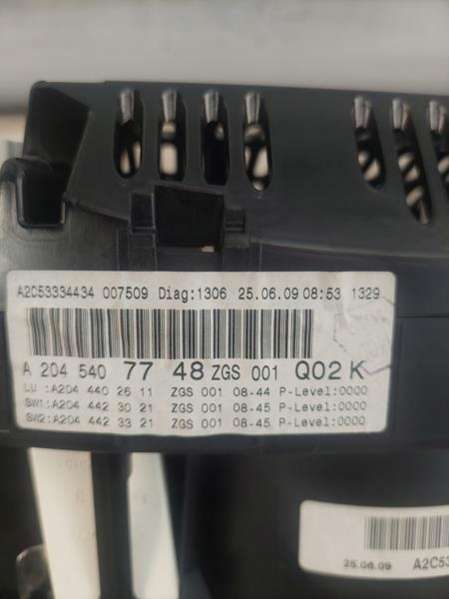 A2C53334434 007509 Diag:1306 25.06.09 08:53 1329
A 204 540 77 48 ZGS 001 Q02 K
LU :A204 440 26 11 ZGS 001 08-44 P-Level:0000
SW1:A204 442 30 21 ZGS 001 08-45 P-Level:0000
SW2:A204 442 33 21 ZGS 001 08-45 P-Level:0000
25.06.09 A2C53